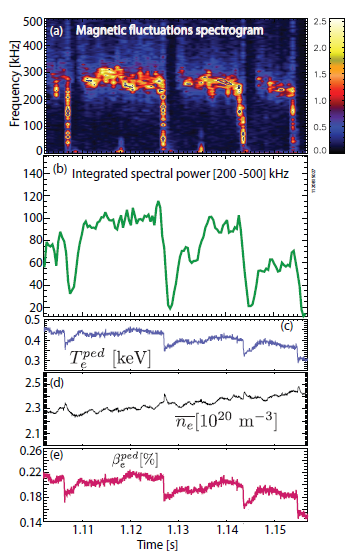 (a) Magnetic fluctuations spectrogram
Frequency [kHz]
500
400
300
200
100
0
2.5
2.0
1.5
1.0
0.5
0.0
(b) Integrated spectral power [200 -500] kHz
140
120
100
80
60
40
20
(c)
0.5
0.4
0.3
T_e^{ped} [keV]
(d)
2.5
2.3
2.1
n̅_e[10^{20} m^{-3}]
(e)
β_e^{ped}[%]
0.26
0.22
0.18
0.14
1.11 1.12 1.13 1.14 1.15
Time [s]